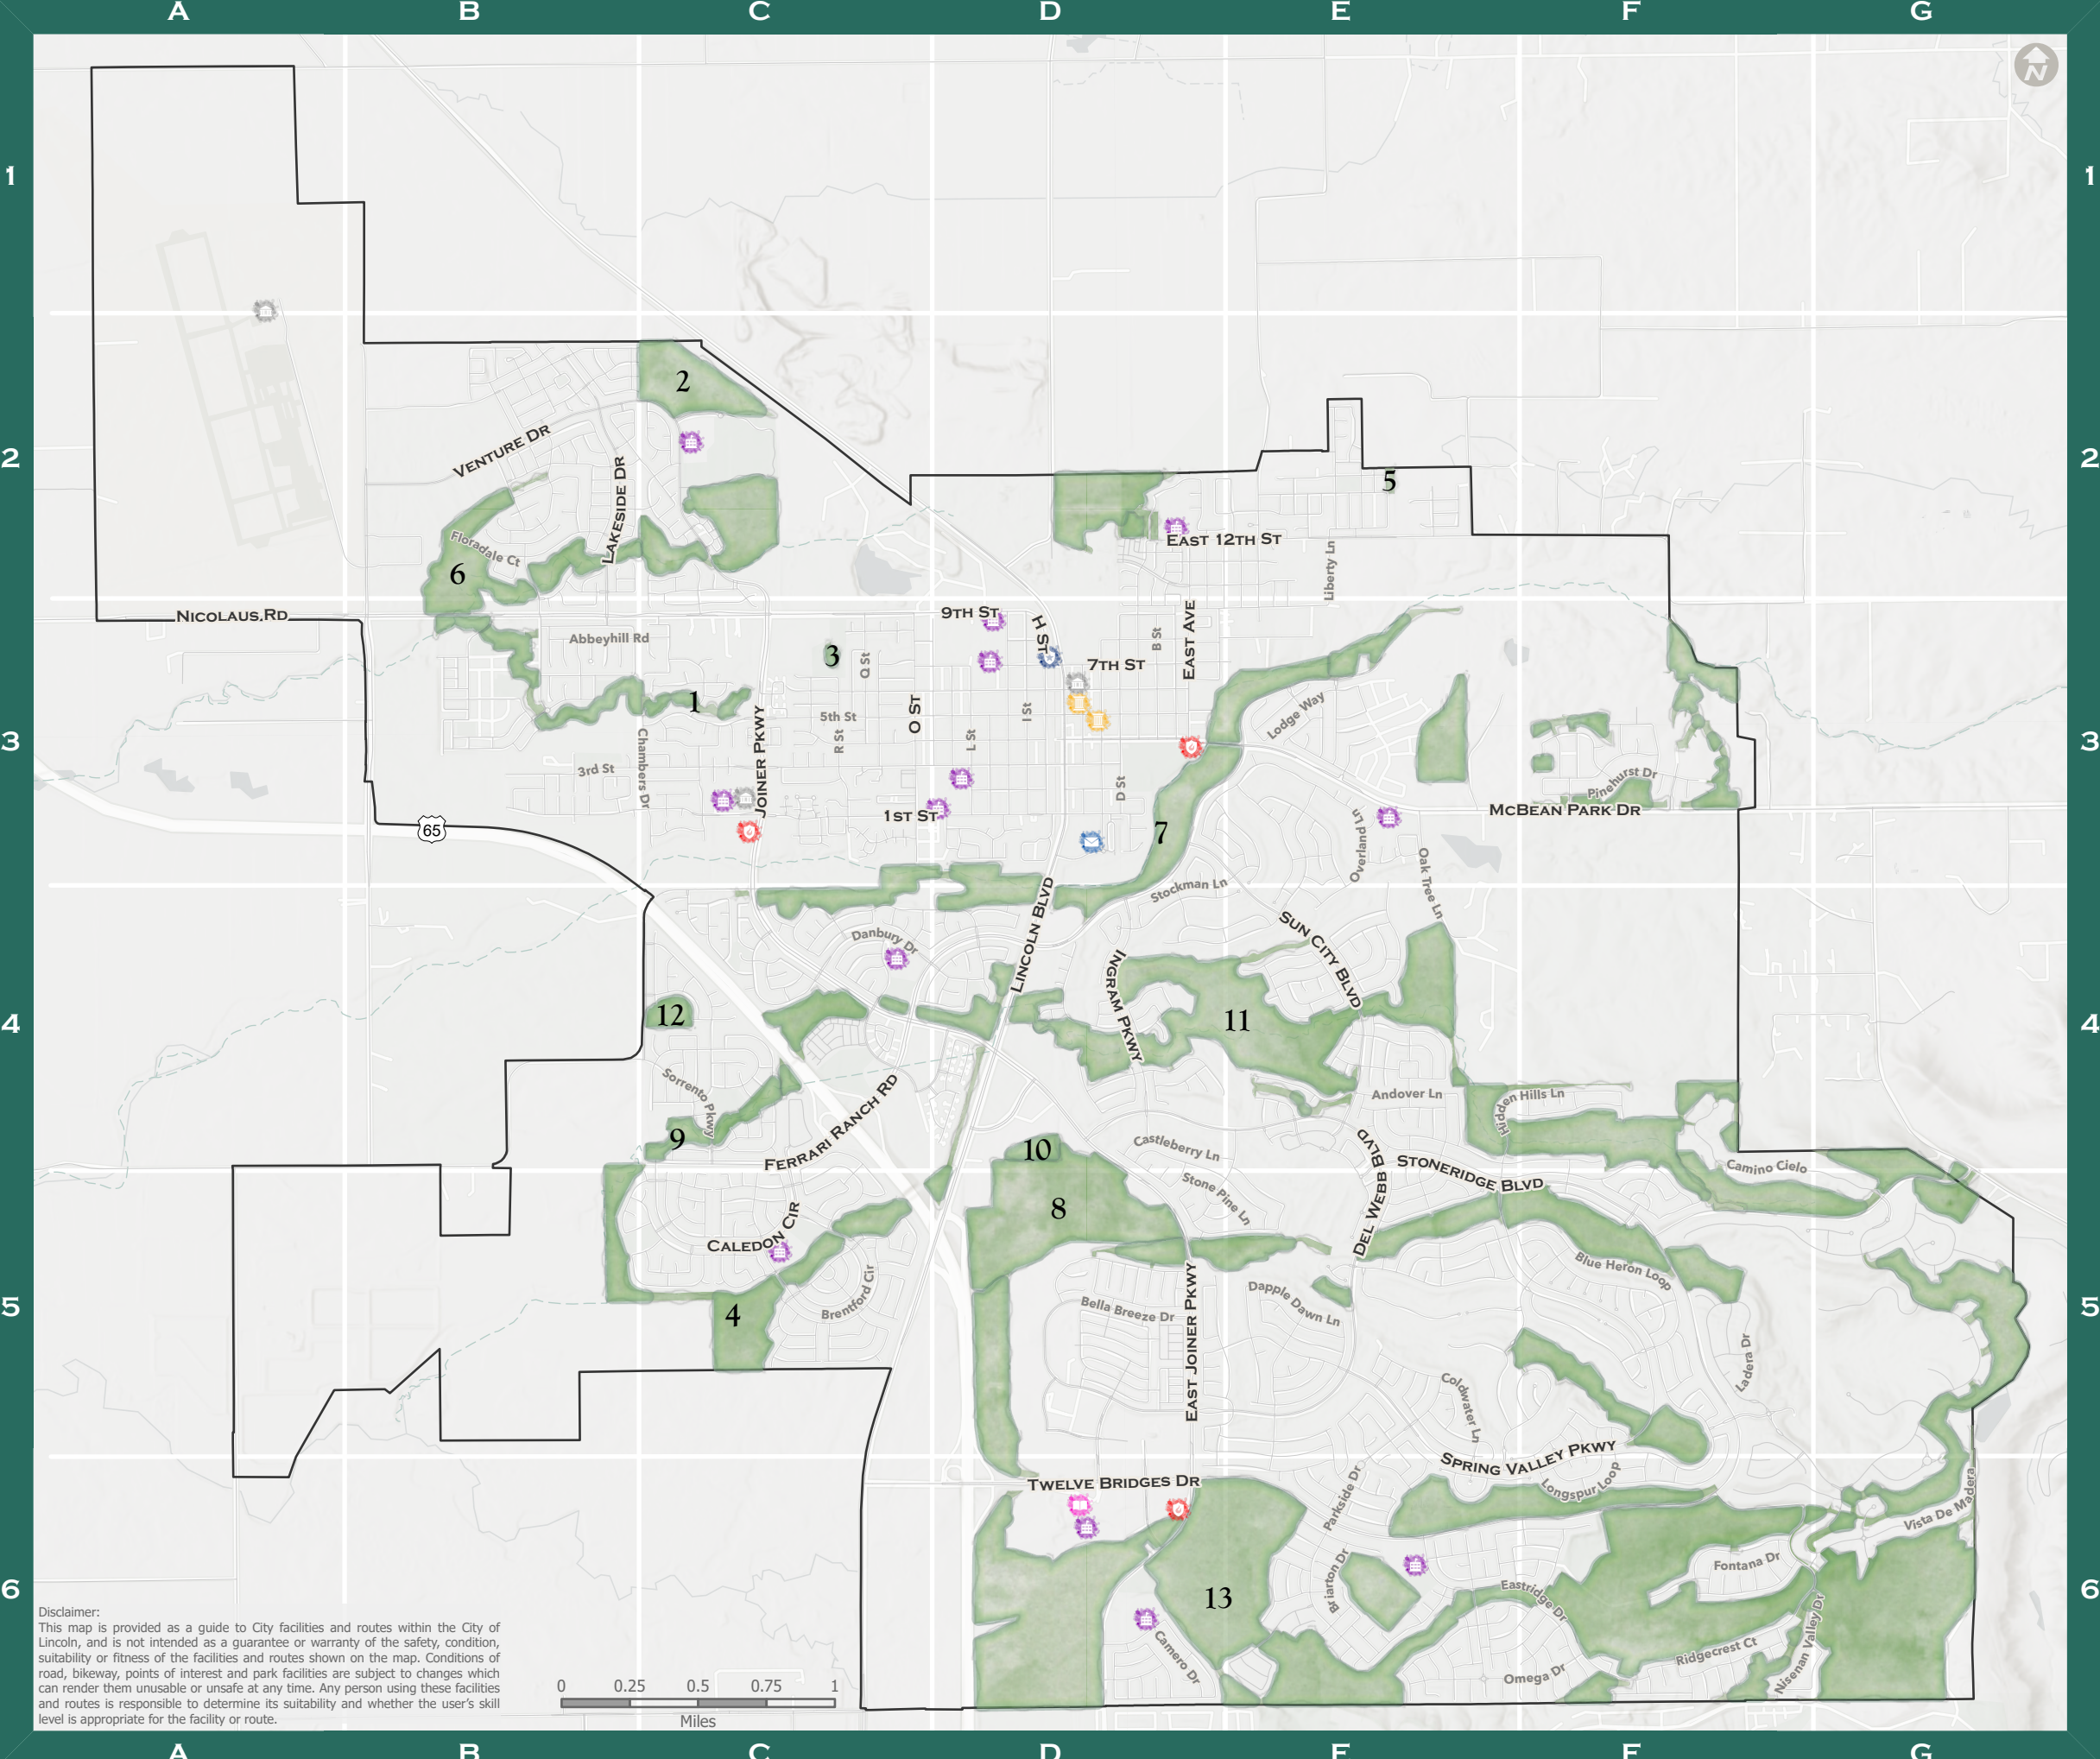 A B C D E F G
N
1 1
2
Venture Dr
2 2
Lakeside Dr
5
East 12th St
Floradale Ct
6
Liberty Ln
Nicolaus Rd
9th St
H St
East Ave
B St
Abbeyhill Rd
3
Q St
7th St
1
Lodge Way
O St
I St
5th St
Joiner Pkwy
R St
L St
3 3
Chambers Dr
3rd St
D St
Pinehurst Dr
McBean Park Dr
1st St
65
7
Overland Ln
Oak Tree Ln
Stockman Ln
Lincoln Blvd
Sun City Blvd
Danbury Dr
Ingram Pkwy
12
11
4 4
Sorrento Pkwy
Ferrari Ranch Rd
Andover Ln
Hidden Hills Ln
9
10
Castleberry Ln
Del Webb Blvd
Stoneridge Blvd
Camino Cielo
Stone Pine Ln
8
Caledon Cir
Blue Heron Loop
Brentford Cir
East Joiner Pkwy
Bella Breeze Dr
Dapple Dawn Ln
5 5
4
Ladera Dr
Coldwater Ln
Spring Valley Pkwy
Twelve Bridges Dr
Longspur Loop
Parkside Dr
Vista De Madera
Fontana Dr
Briarton Dr
Eastridge Dr
6 6
13
Camero Dr
Ridgecrest Ct
Nisenan Valley Dr
Omega Dr
Disclaimer:
This map is provided as a guide to City facilities and routes within the City of
Lincoln, and is not intended as a guarantee or warranty of the safety, condition,
suitability or fitness of the facilities and routes shown on the map. Conditions of
road, bikeway, points of interest and park facilities are subject to changes which
can render them unusable or unsafe at any time. Any person using these facilities
and routes is responsible to determine its suitability and whether the user's skill
level is appropriate for the facility or route.
0 0.25 0.5 0.75 1
Miles
A B C D E F G